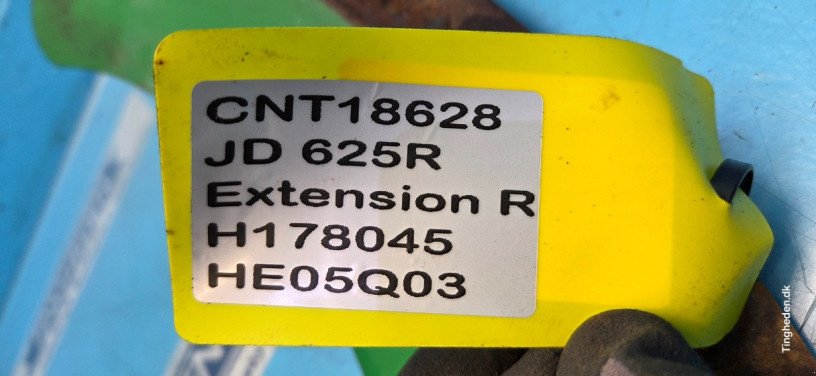 CNT18628
JD 625R
Extension R
H178045
HE05Q03
Tingheden.dk